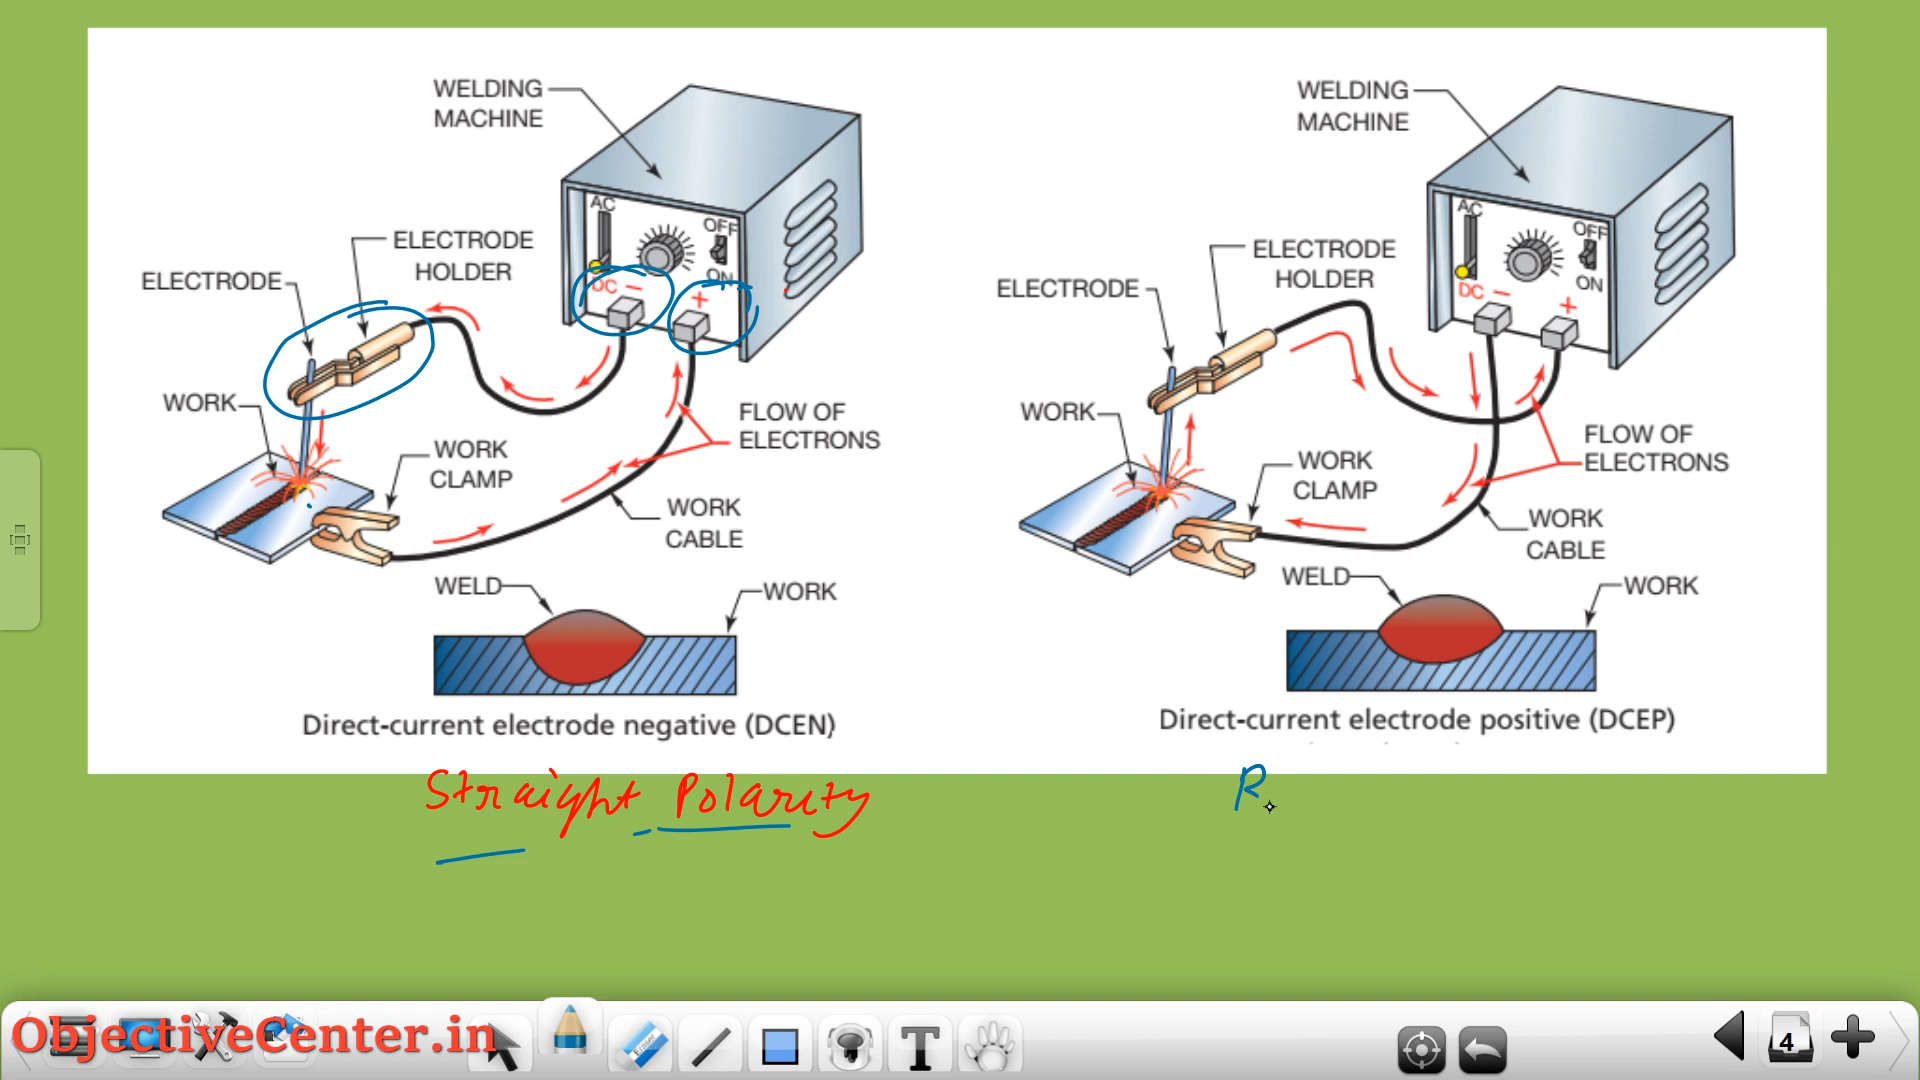 WELDING
MACHINE
AC
OFF
ON
DC − +
ELECTRODE
HOLDER
ELECTRODE
WORK
WORK
CLAMP
FLOW OF
ELECTRONS
WORK
CABLE
WELD
WORK
Direct-current electrode negative (DCEN)
Straight Polarity
WELDING
MACHINE
AC
OFF
ON
DC − +
ELECTRODE
HOLDER
ELECTRODE
WORK
WORK
CLAMP
FLOW OF
ELECTRONS
WORK
CABLE
WELD
WORK
Direct-current electrode positive (DCEP)
R
ObjectiveCenter.in
Eraser
T
4